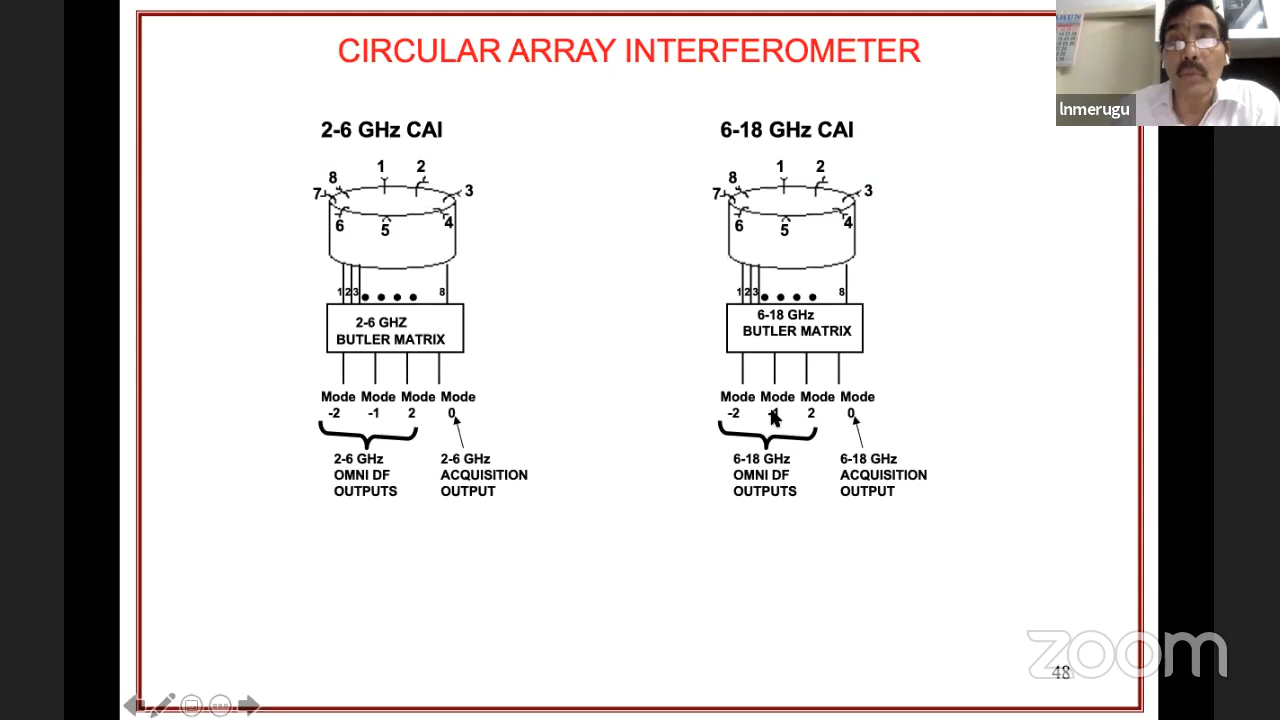 CIRCULAR ARRAY INTERFEROMETER
lnmerugu
2-6 GHz CAI
1
2
8
7
3
6
5
4
1 2 3
8
2-6 GHZ
BUTLER MATRIX
Mode Mode Mode Mode
-2 -1 2 0
2-6 GHz
OMNI DF
OUTPUTS
2-6 GHz
ACQUISITION
OUTPUT
6-18 GHz CAI
1
2
8
7
3
6
5
4
1 2 3
8
6-18 GHz
BUTLER MATRIX
Mode Mode Mode Mode
-2 -1 2 0
6-18 GHz
OMNI DF
OUTPUTS
6-18 GHz
ACQUISITION
OUTPUT
zoom
48